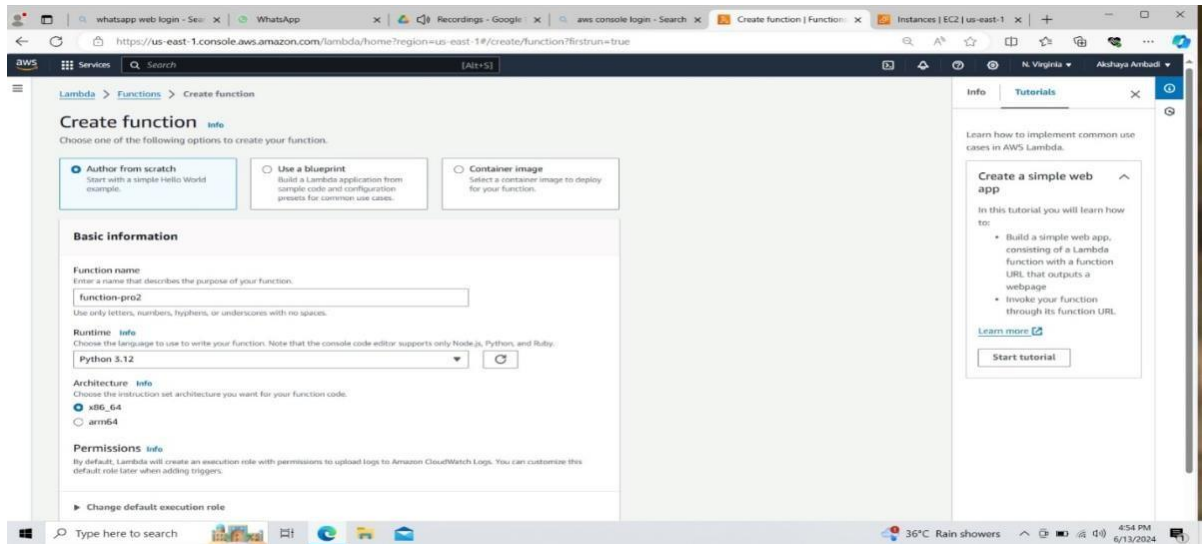 whatsapp web login - Sea
WhatsApp
Recordings - Google
aws console login - Search
Create function | Function
Instances | EC2 | us-east-1
https://us-east-1.console.aws.amazon.com/lambda/home?region=us-east-1#/create/function?firstrun=true
aws
Services
Search
[Alt+S]
N. Virginia
Akshaya Ambadi
Lambda > Functions > Create function
Create function Info
Choose one of the following options to create your function.
Author from scratch
Start with a simple Hello World
example.
Use a blueprint
Build a Lambda application from
sample code and configuration
presets for common use cases.
Container image
Select a container image to deploy
for your function.
Basic information
Function name
Enter a name that describes the purpose of your function.
function-pro2
Use only letters, numbers, hyphens, or underscores with no spaces.
Runtime Info
Choose the language to use to write your function. Note that the console code editor supports only Node.js, Python, and Ruby.
Python 3.12
Architecture Info
Choose the instruction set architecture you want for your function code.
x86_64
arm64
Permissions Info
By default, Lambda will create an execution role with permissions to upload logs to Amazon CloudWatch Logs. You can customize this
default role later when adding triggers.
Change default execution role
Info
Tutorials
Learn how to implement common use
cases in AWS Lambda.
Create a simple web
app
In this tutorial you will learn how
to:
• Build a simple web app,
consisting of a Lambda
function with a function
URL that outputs a
webpage
• Invoke your function
through its function URL
Learn more
Start tutorial
Type here to search
36°C Rain showers
4:54 PM
6/13/2024